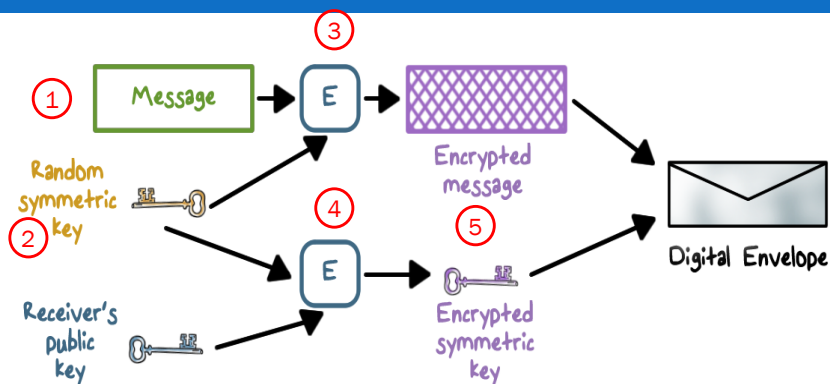 3
1
Message
E
Encrypted
message
Random
symmetric
key
2
4
E
5
Encrypted
symmetric
key
Receiver's
public
key
Digital Envelope